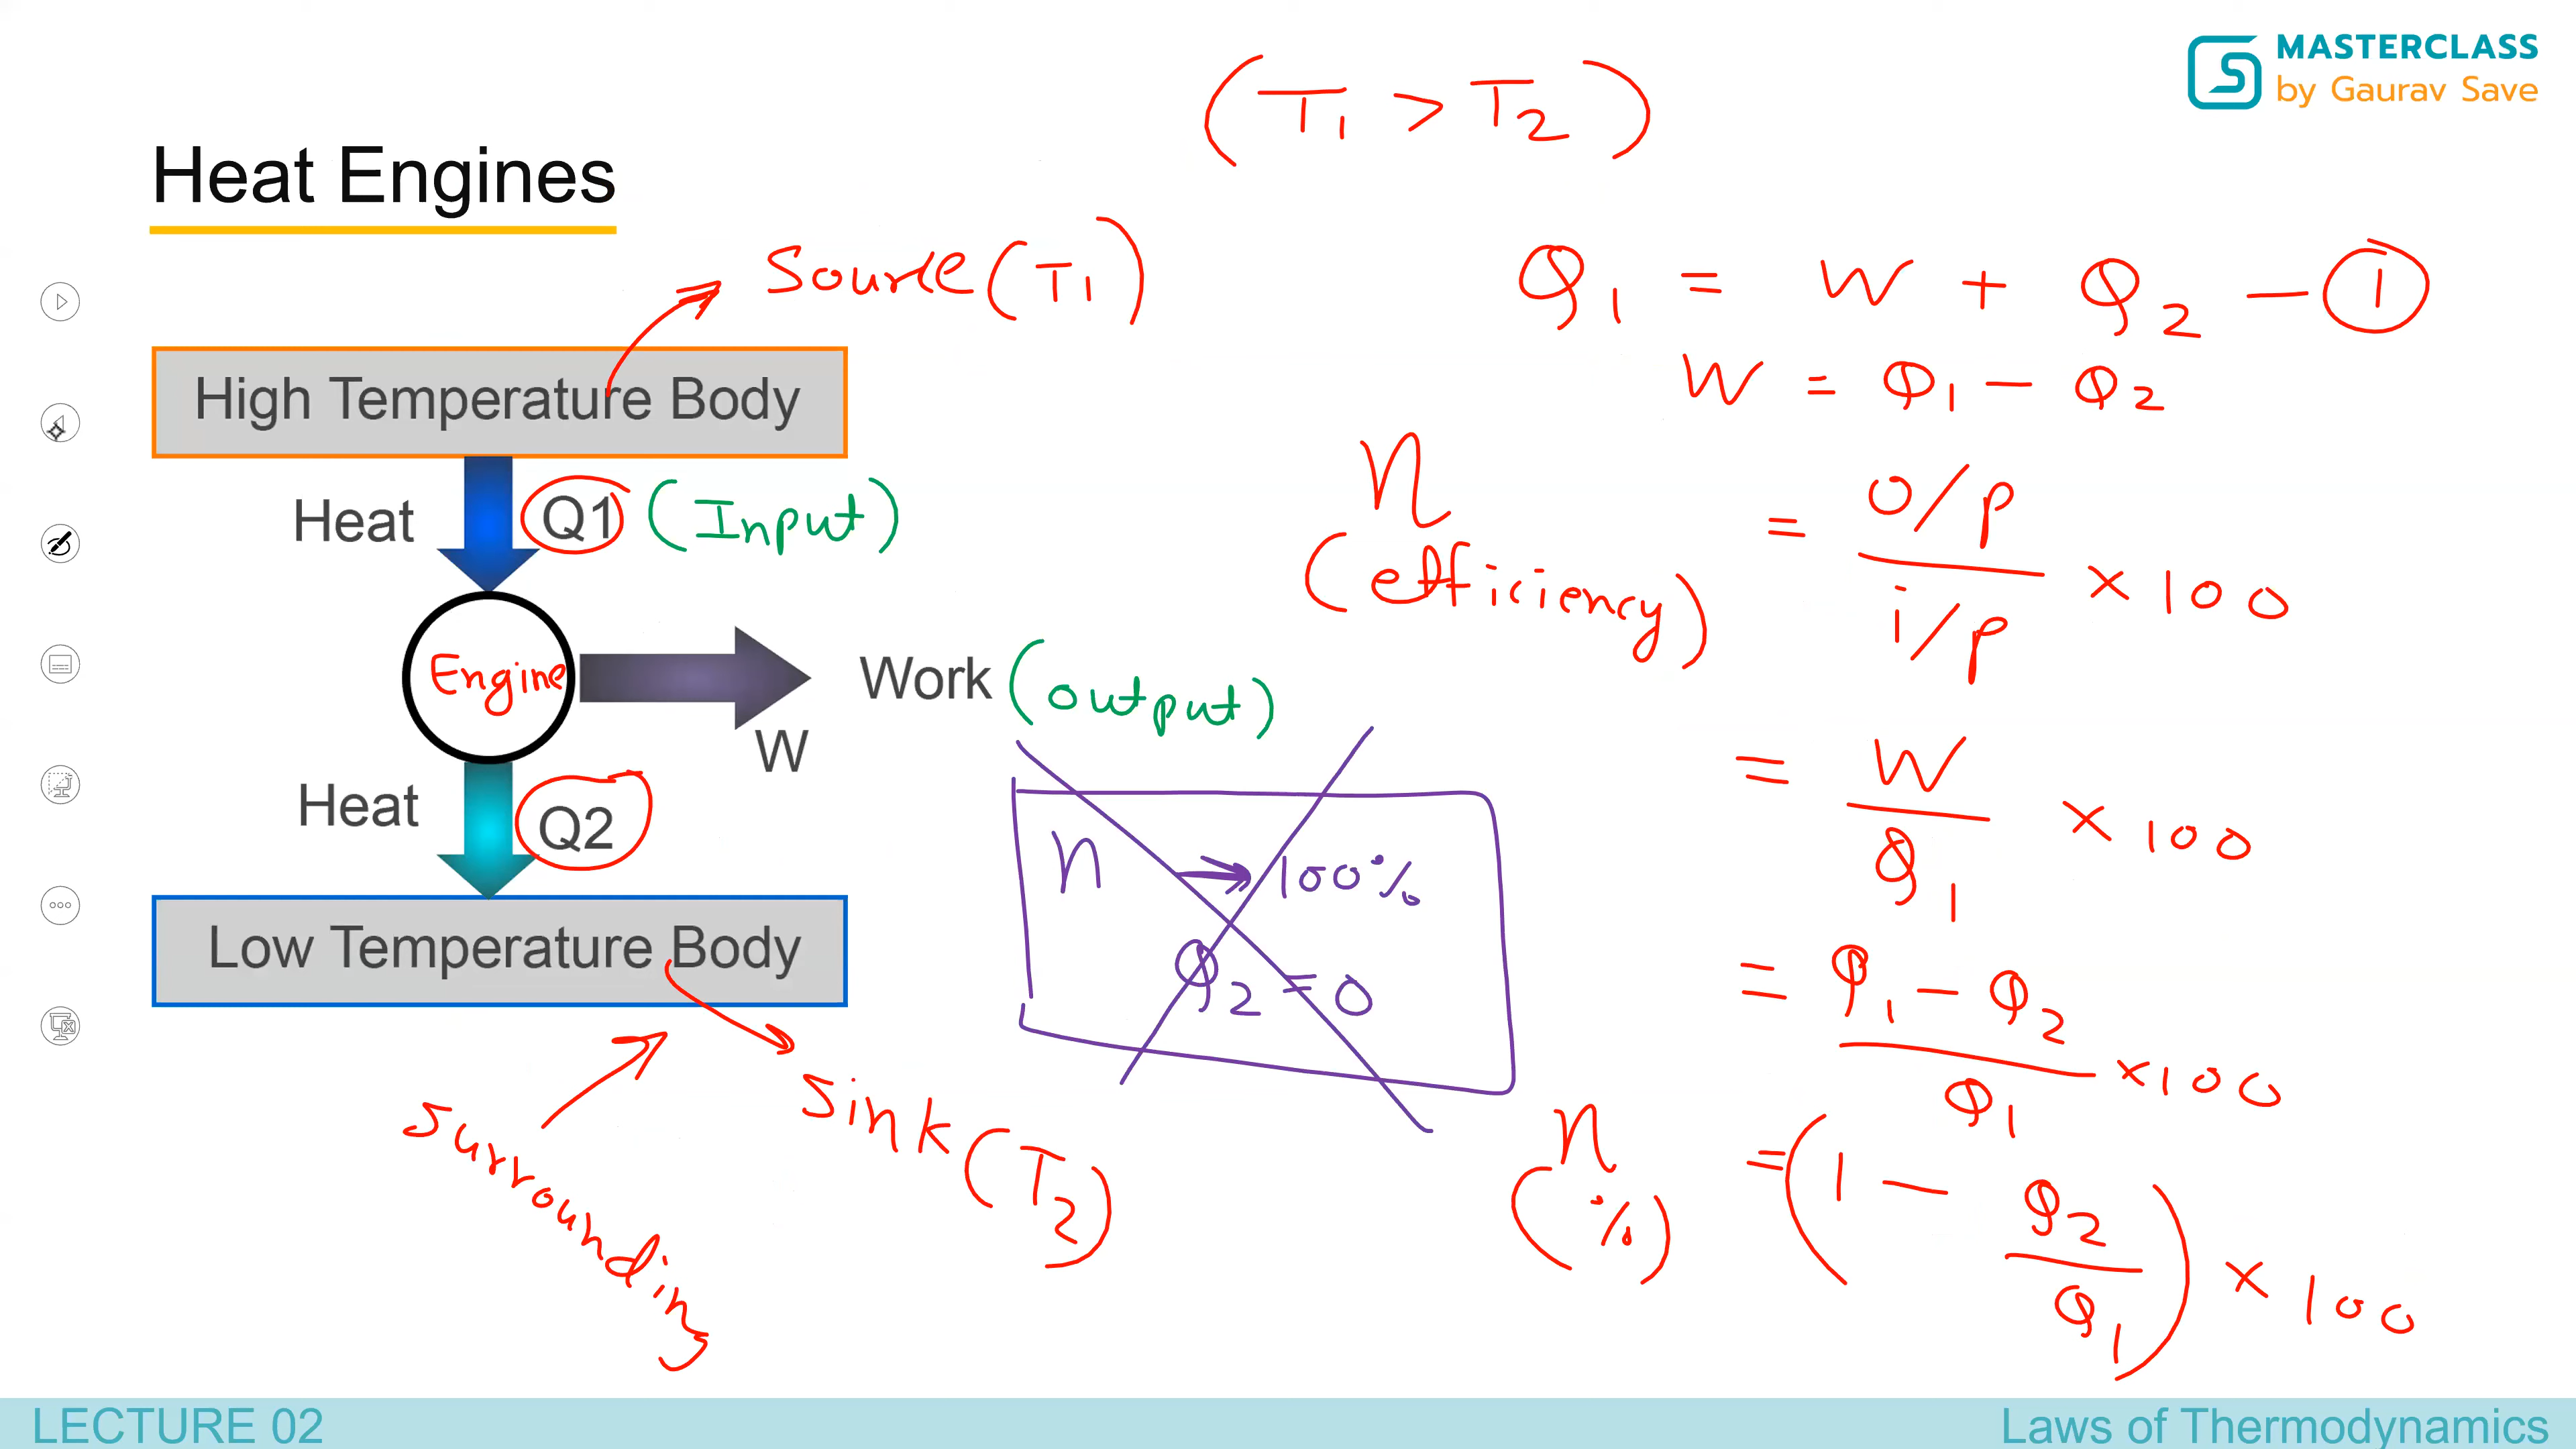 MASTERCLASS
by Gaurav Save
(T1 > T2)
Heat Engines
Source (T1)
Q1 = W + Q2 — ①
W = Q1 − Q2
High Temperature Body
Heat
Q1
(Input)
η
(efficiency)
= o/p / i/p × 100
Engine
Work
(output)
W
= W / Q1 × 100
Heat
Q2
η → 100%
Q2 = 0
= Q1 − Q2 / Q1 × 100
Low Temperature Body
Sink (T2)
Surrounding
η
(%)
= (1 − Q2 / Q1) × 100
LECTURE 02
Laws of Thermodynamics